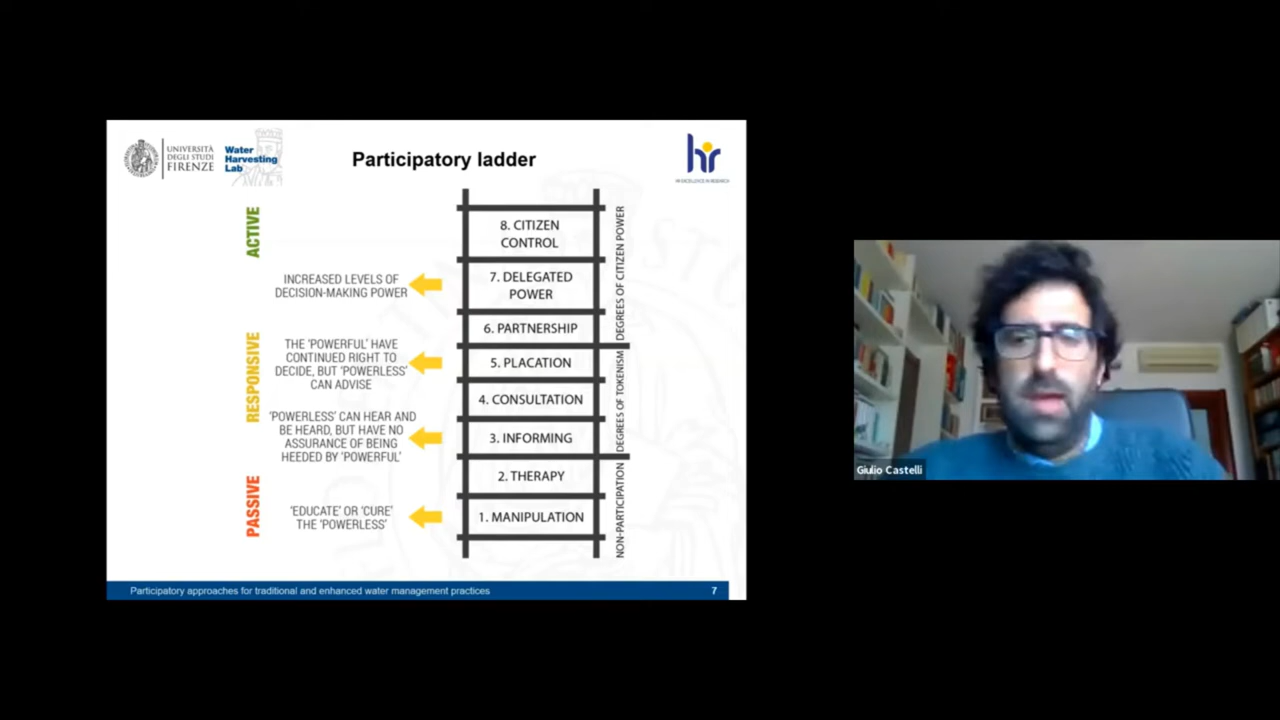 UNIVERSITÀ
DEGLI STUDI
FIRENZE
Water
Harvesting
Lab
Participatory ladder
hr
HR EXCELLENCE IN RESEARCH
ACTIVE
RESPONSIVE
PASSIVE
INCREASED LEVELS OF
DECISION-MAKING POWER
THE 'POWERFUL' HAVE
CONTINUED RIGHT TO
DECIDE, BUT 'POWERLESS'
CAN ADVISE
'POWERLESS' CAN HEAR AND
BE HEARD, BUT HAVE NO
ASSURANCE OF BEING
HEEDED BY 'POWERFUL'
'EDUCATE' OR 'CURE'
THE 'POWERLESS'
8. CITIZEN
CONTROL
7. DELEGATED
POWER
6. PARTNERSHIP
5. PLACATION
4. CONSULTATION
3. INFORMING
2. THERAPY
1. MANIPULATION
DEGREES OF CITIZEN POWER
DEGREES OF TOKENISM
NON-PARTICIPATION
Participatory approaches for traditional and enhanced water management practices
7
Giulio Castelli